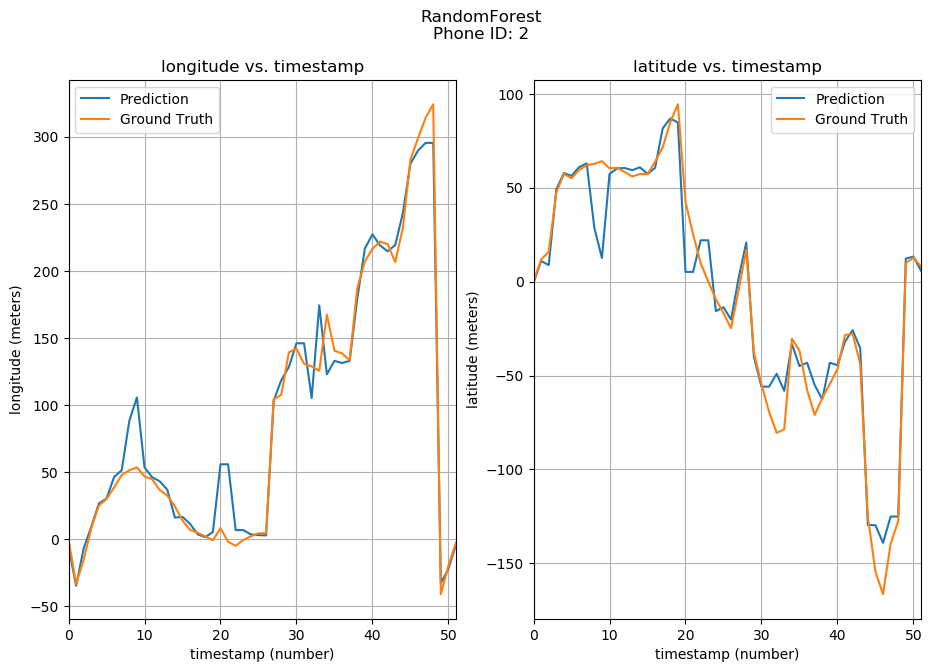 RandomForest
Phone ID: 2
longitude vs. timestamp
Prediction
Ground Truth
longitude (meters)
300
250
200
150
100
50
0
−50
0
10
20
30
40
50
timestamp (number)
latitude vs. timestamp
Prediction
Ground Truth
latitude (meters)
100
50
0
−50
−100
−150
0
10
20
30
40
50
timestamp (number)